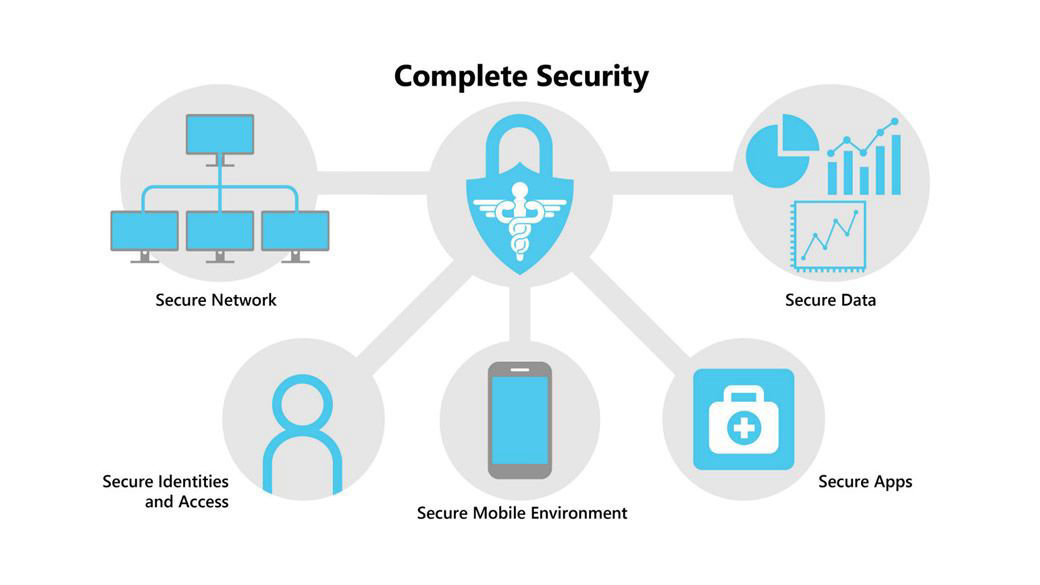 Complete Security
Secure Network
Secure Data
Secure Identities
and Access
Secure Mobile Environment
Secure Apps